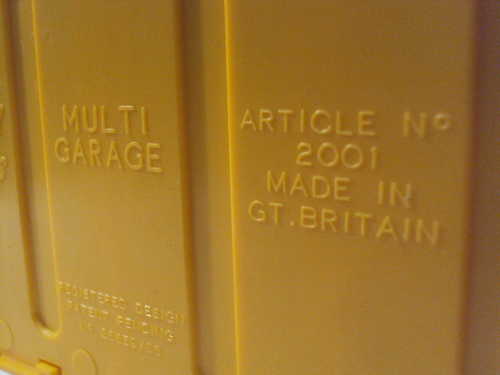 MULTI
GARAGE
ARTICLE Nº
2001
MADE IN
GT.BRITAIN
REGISTERED DESIGN
PATENT PENDING